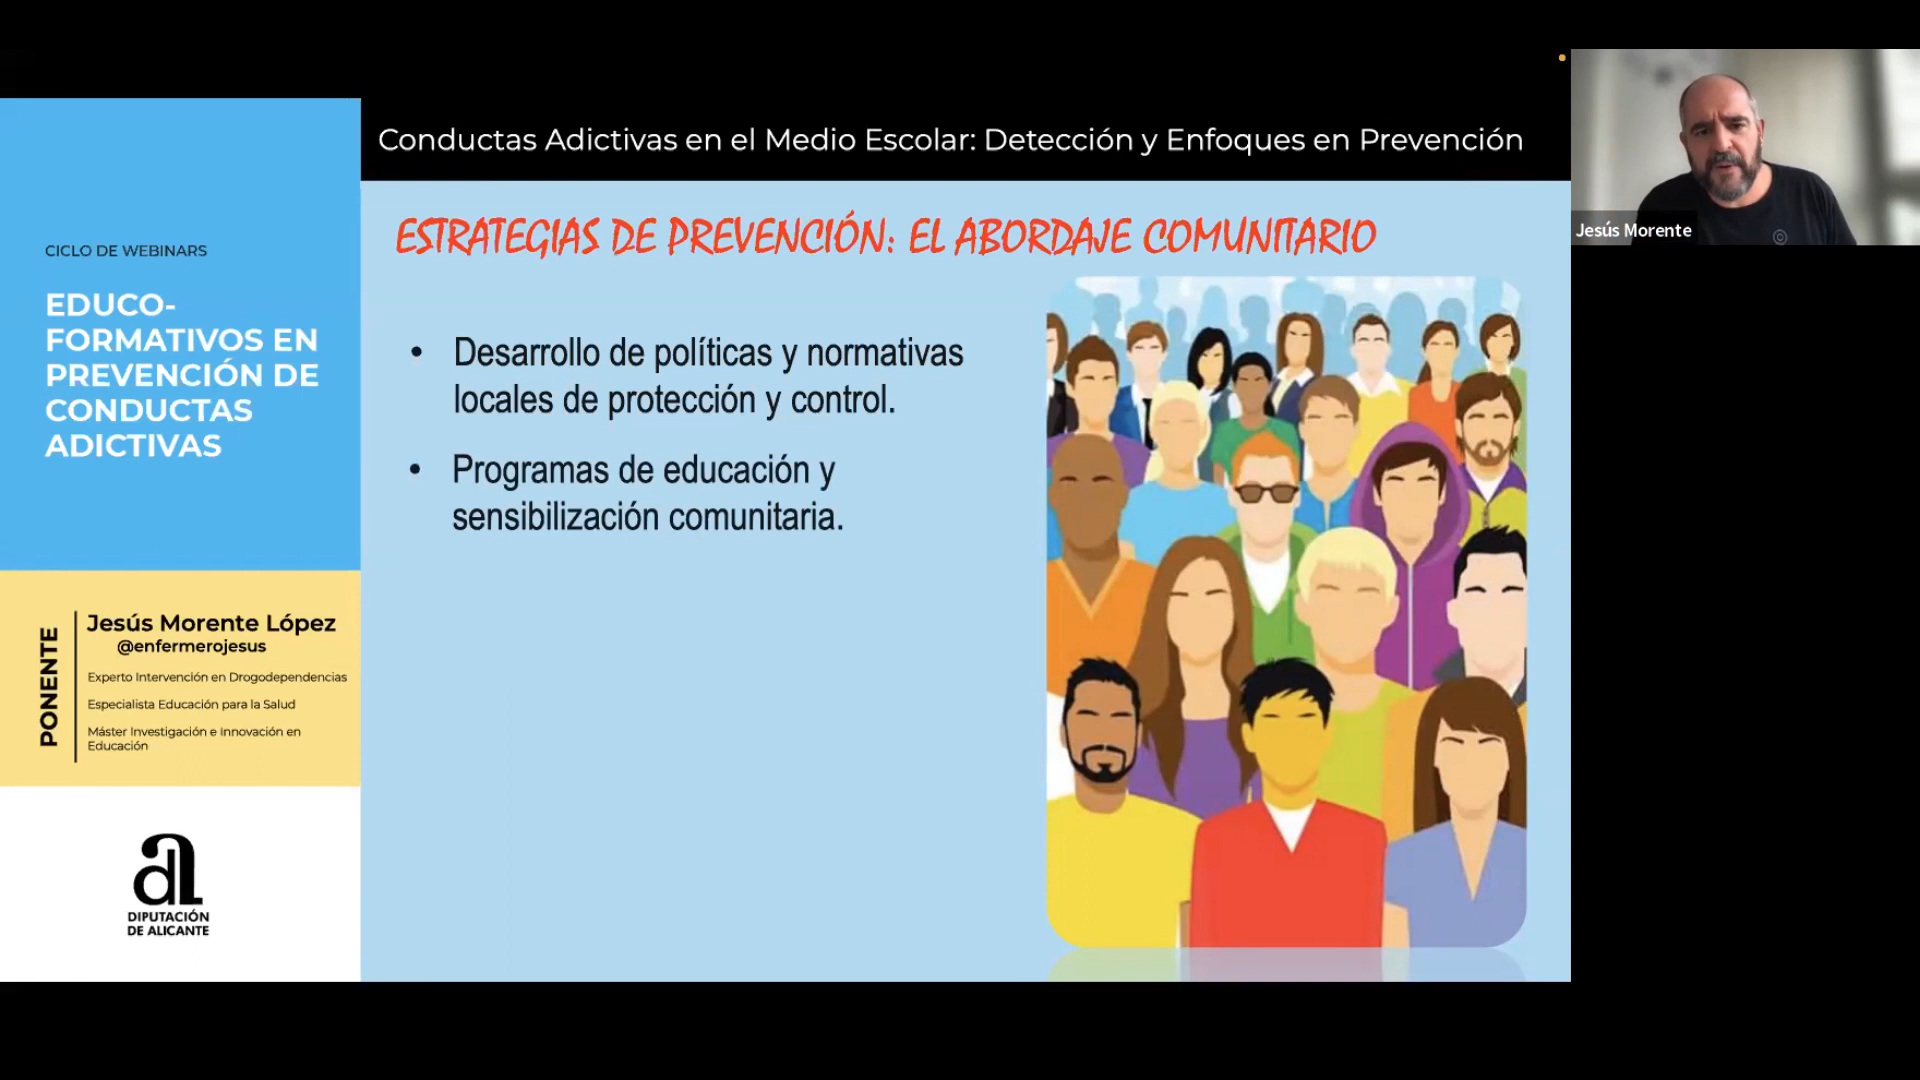 Conductas Adictivas en el Medio Escolar: Detección y Enfoques en Prevención
CICLO DE WEBINARS
EDUCO-
FORMATIVOS EN
PREVENCIÓN DE
CONDUCTAS
ADICTIVAS
PONENTE
Jesús Morente López
@enfermerojesus
Experto Intervención en Drogodependencias
Especialista Educación para la Salud
Máster Investigación e Innovación en
Educación
DIPUTACIÓN
DE ALICANTE
ESTRATEGIAS DE PREVENCIÓN: EL ABORDAJE COMUNITARIO
• Desarrollo de políticas y normativas
locales de protección y control.
• Programas de educación y
sensibilización comunitaria.
Jesús Morente